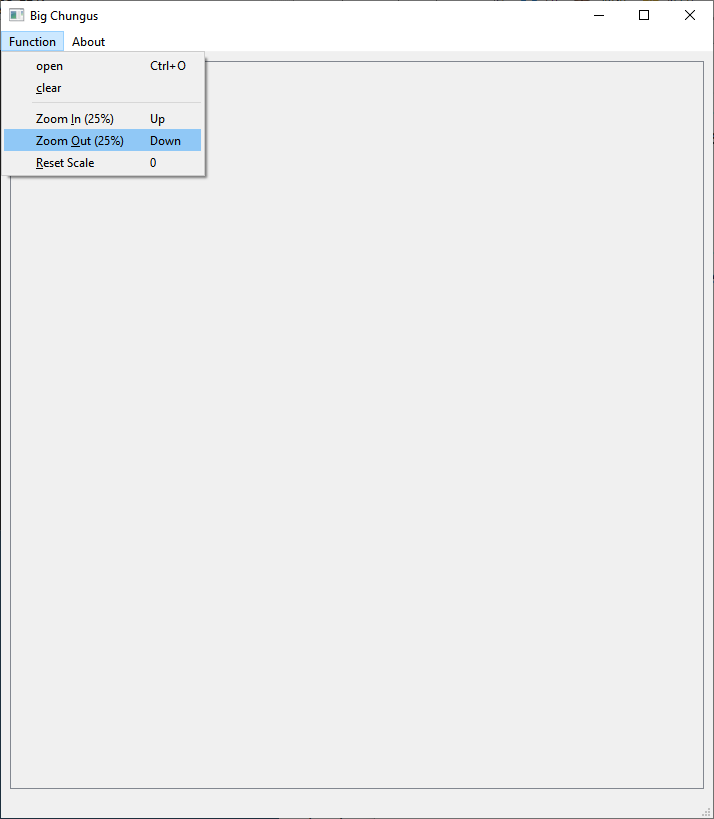 Big Chungus
Function About
open Ctrl+O
clear
Zoom In (25%) Up
Zoom Out (25%) Down
Reset Scale 0